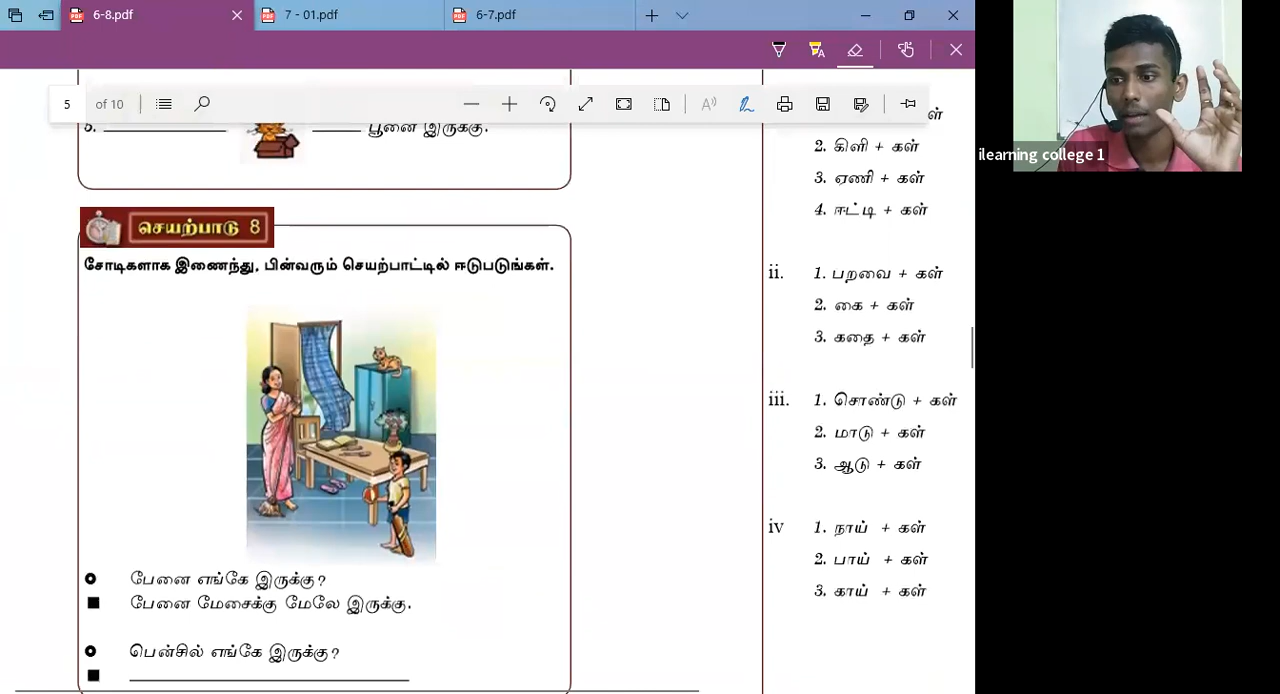 6-8.pdf
7 - 01.pdf
6-7.pdf
5 of 10
5. ____________ ______ பூனை இருக்கு.
செயற்பாடு 8
சோடிகளாக இணைந்து, பின்வரும் செயற்பாட்டில் ஈடுபடுங்கள்.
பேனை எங்கே இருக்கு?
பேனை மேசைக்கு மேலே இருக்கு.
பென்சில் எங்கே இருக்கு?
2. கிளி + கள்
3. ஏணி + கள்
4. ஈட்டி + கள்
ii. 1. பறவை + கள்
2. கை + கள்
3. கதை + கள்
iii. 1. சொண்டு + கள்
2. மாடு + கள்
3. ஆடு + கள்
iv 1. நாய் + கள்
2. பாய் + கள்
3. காய் + கள்
ilearning college 1